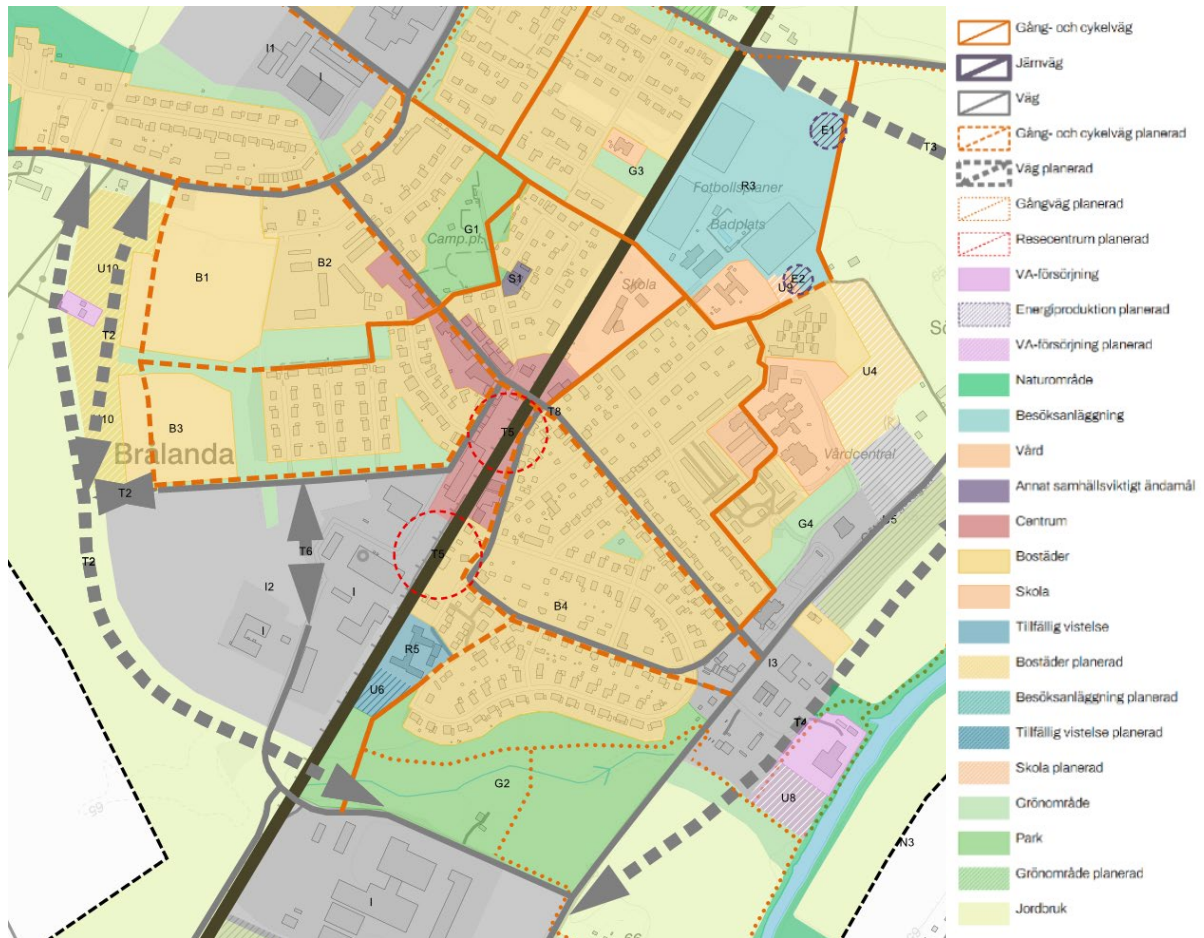 I1
I
E1
T3
G3
R3
Fotbollsplaner
Badplats
G1
Camp.pl.
U10
B1
B2
S1
Skola
E2
U9
T2
U4
T8
T5
B3
Brålanda
Vårdcentral
T2
G4
T5
T6
T2
I2
I
I
B4
R5
I3
U6
T4
G2
U8
N3
I
66
Gång- och cykelväg
Järnväg
Väg
Gång- och cykelväg planerad
Väg planerad
Gångväg planerad
Resecentrum planerad
VA-försörjning
Energiproduktion planerad
VA-försörjning planerad
Naturområde
Besöksanläggning
Vård
Annat samhällsviktigt ändamål
Centrum
Bostäder
Skola
Tillfällig vistelse
Bostäder planerad
Besöksanläggning planerad
Tillfällig vistelse planerad
Skola planerad
Grönområde
Park
Grönområde planerad
Jordbruk